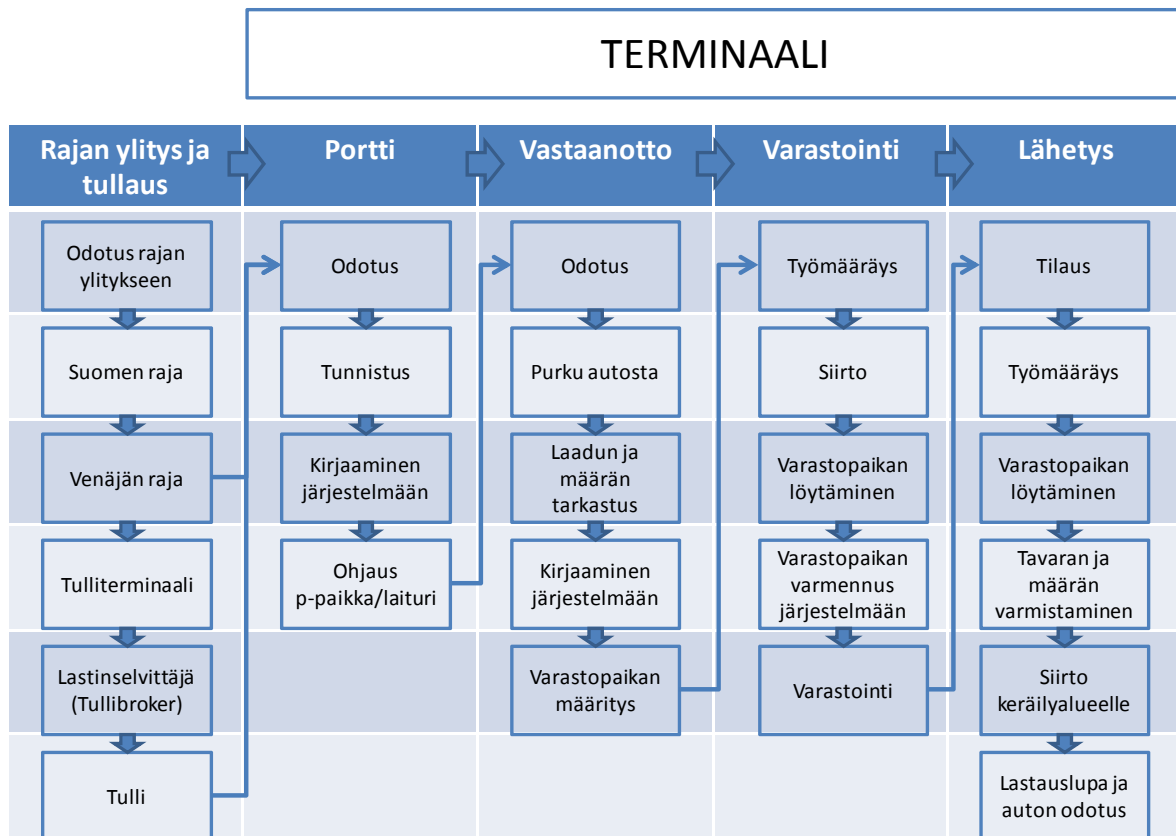 TERMINAALI
Rajan ylitys ja
tullaus
Portti
Vastaanotto
Varastointi
Lähetys
Odotus rajan
ylitykseen
Suomen raja
Venäjän raja
Tulliterminaali
Lastinselvittäjä
(Tullibroker)
Tulli
Odotus
Tunnistus
Kirjaaminen
järjestelmään
Ohjaus
p-paikka/laituri
Odotus
Purku autosta
Laadun ja
määrän
tarkastus
Kirjaaminen
järjestelmään
Varastopaikan
määritys
Työmääräys
Siirto
Varastopaikan
löytäminen
Varastopaikan
varmennus
järjestelmään
Varastointi
Tilaus
Työmääräys
Varastopaikan
löytäminen
Tavaran ja
määrän
varmistaminen
Siirto
keräilyalueelle
Lastauslupa ja
auton odotus